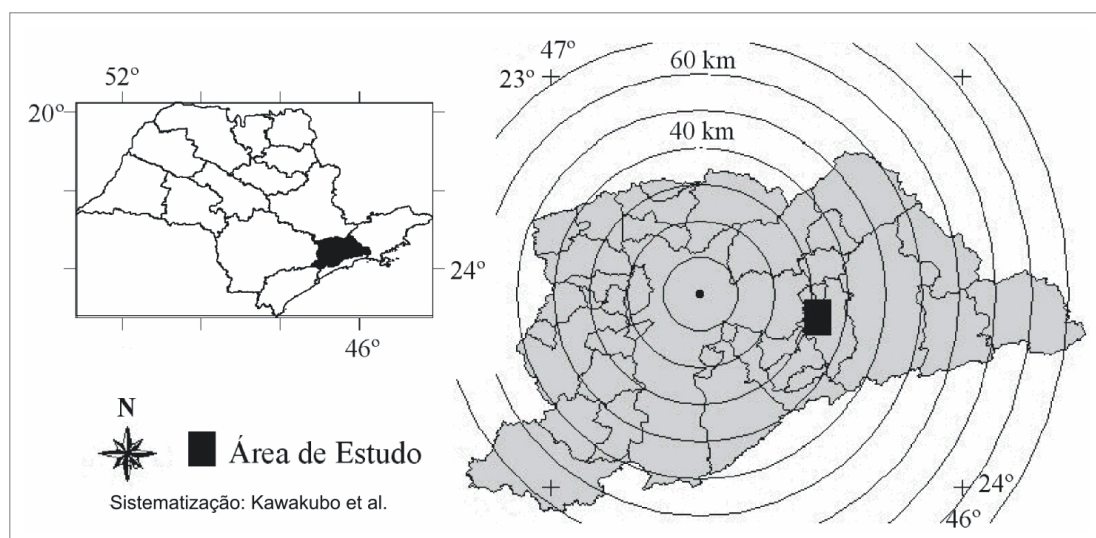 52º
20º
24º
46º
N
Área de Estudo
Sistematização: Kawakubo et al.
47º
23º
60 km
40 km
24º
46º